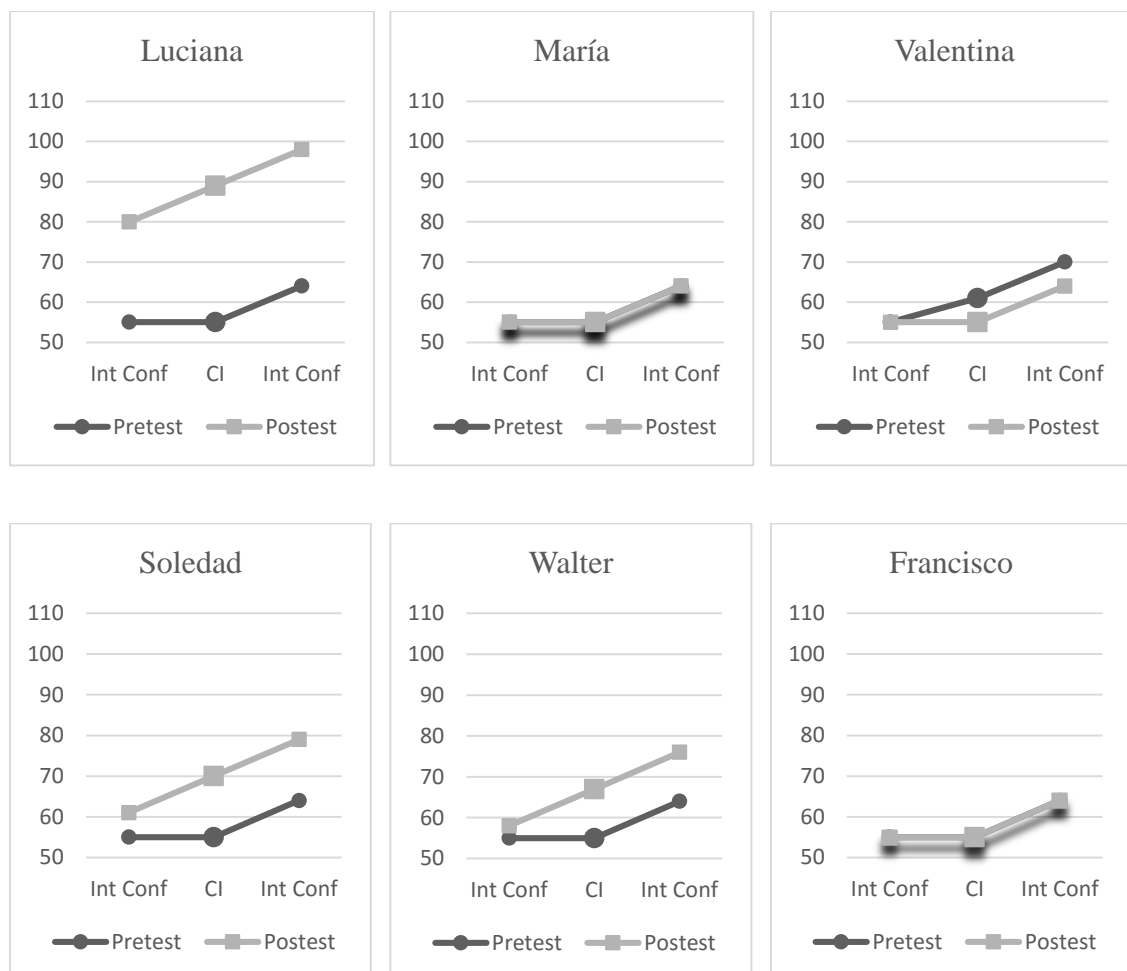 Luciana
110
100
90
80
70
60
50
Int Conf CI Int Conf
Pretest Postest
María
110
100
90
80
70
60
50
Int Conf CI Int Conf
Pretest Postest
Valentina
110
100
90
80
70
60
50
Int Conf CI Int Conf
Pretest Postest
Soledad
110
100
90
80
70
60
50
Int Conf CI Int Conf
Pretest Postest
Walter
110
100
90
80
70
60
50
Int Conf CI Int Conf
Pretest Postest
Francisco
110
100
90
80
70
60
50
Int Conf CI Int Conf
Pretest Postest